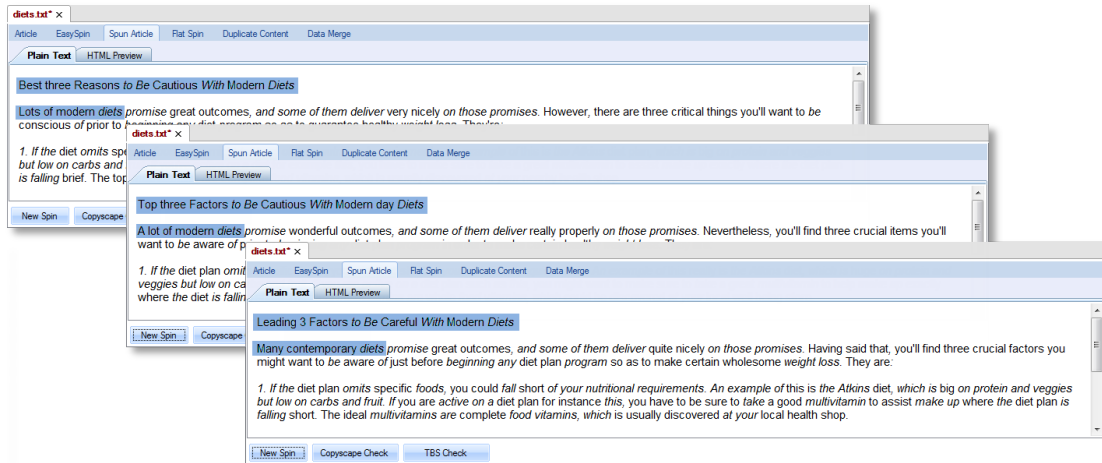 diets.txt* ×
Article EasySpin Spun Article Flat Spin Duplicate Content Data Merge
Plain Text HTML Preview
Best three Reasons to Be Cautious With Modern Diets
Lots of modern diets promise great outcomes, and some of them deliver very nicely on those promises. However, there are three critical things you'll want to be
conscious of prior to beginning any diet program so as to guarantee healthy weight loss. They're:
1. If the diet omits spe
but low on carbs and
is falling brief. The top
New Spin Copyscape
diets.txt* ×
Article EasySpin Spun Article Flat Spin Duplicate Content Data Merge
Plain Text HTML Preview
Top three Factors to Be Cautious With Modern day Diets
A lot of modern diets promise wonderful outcomes, and some of them deliver really properly on those promises. Nevertheless, you'll find three crucial items you'll
want to be aware of
1. If the diet plan omit
veggies but low on ca
where the diet is fallin
New Spin Copyscape
diets.txt* ×
Article EasySpin Spun Article Flat Spin Duplicate Content Data Merge
Plain Text HTML Preview
Leading 3 Factors to Be Careful With Modern Diets
Many contemporary diets promise great outcomes, and some of them deliver quite nicely on those promises. Having said that, you'll find three crucial factors you
might want to be aware of just before beginning any diet plan program so as to make certain wholesome weight loss. They are:
1. If the diet plan omits specific foods, you could fall short of your nutritional requirements. An example of this is the Atkins diet, which is big on protein and veggies
but low on carbs and fruit. If you are active on a diet plan for instance this, you have to be sure to take a good multivitamin to assist make up where the diet plan is
falling short. The ideal multivitamins are complete food vitamins, which is usually discovered at your local health shop.
New Spin Copyscape Check TBS Check